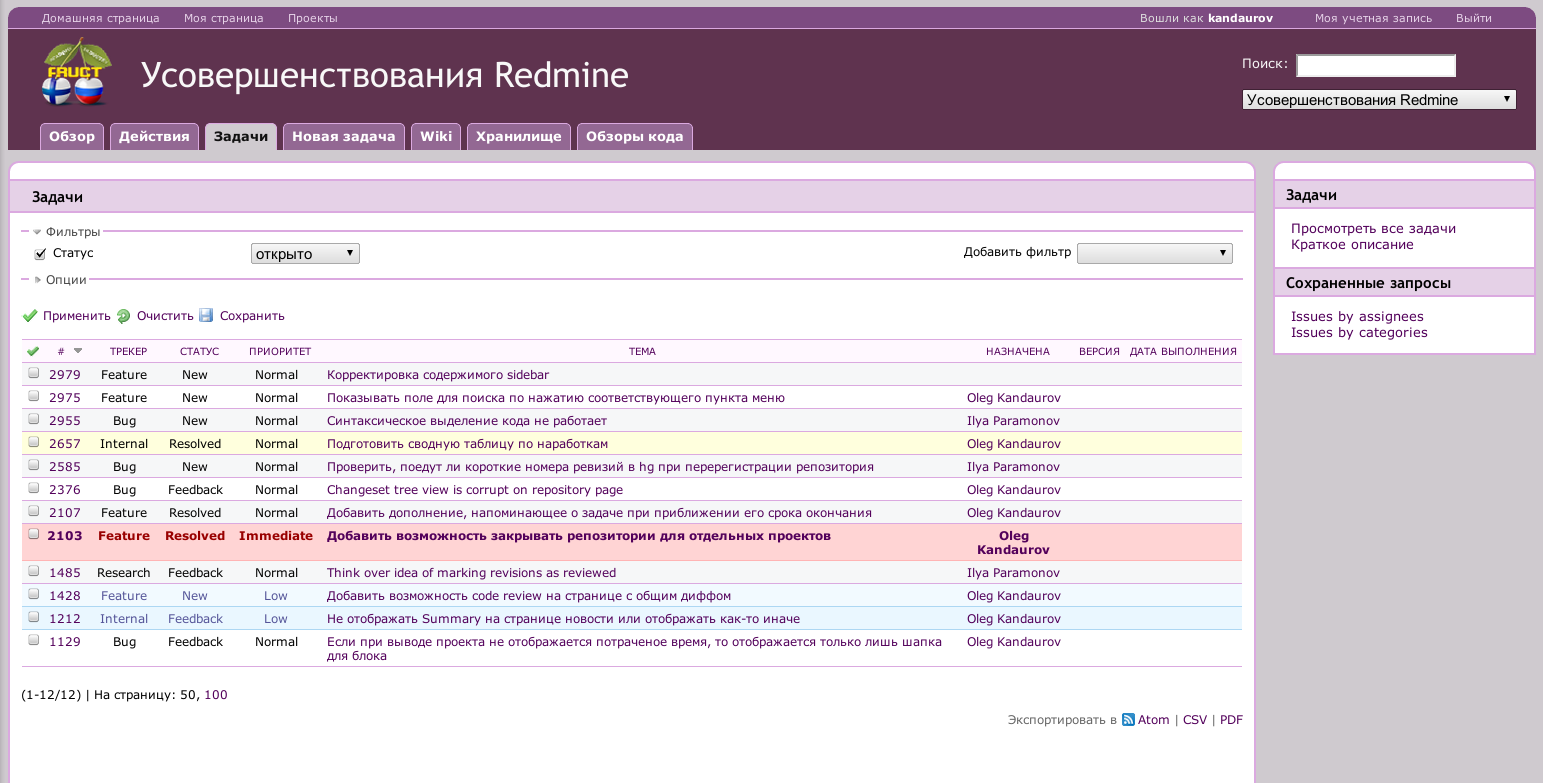 Домашняя страница Моя страница Проекты Вошли как kandaurov Моя учетная запись Выйти
FRUCT
Усовершенствования Redmine
Поиск:
Усовершенствования Redmine
Обзор Действия Задачи Новая задача Wiki Хранилище Обзоры кода
Задачи
Фильтры
Статус открыто Добавить фильтр
Опции
Применить Очистить Сохранить
# ТРЕКЕР СТАТУС ПРИОРИТЕТ ТЕМА НАЗНАЧЕНА ВЕРСИЯ ДАТА ВЫПОЛНЕНИЯ
2979 Feature New Normal Корректировка содержимого sidebar
2975 Feature New Normal Показывать поле для поиска по нажатию соответствующего пункта меню Oleg Kandaurov
2955 Bug New Normal Синтаксическое выделение кода не работает Ilya Paramonov
2657 Internal Resolved Normal Подготовить сводную таблицу по наработкам Oleg Kandaurov
2585 Bug New Normal Проверить, поедут ли короткие номера ревизий в hg при перерегистрации репозитория Ilya Paramonov
2376 Bug Feedback Normal Changeset tree view is corrupt on repository page Oleg Kandaurov
2107 Feature Resolved Normal Добавить дополнение, напоминающее о задаче при приближении его срока окончания Oleg Kandaurov
2103 Feature Resolved Immediate Добавить возможность закрывать репозитории для отдельных проектов Oleg
Kandaurov
1485 Research Feedback Normal Think over idea of marking revisions as reviewed Ilya Paramonov
1428 Feature New Low Добавить возможность code review на странице с общим диффом Oleg Kandaurov
1212 Internal Feedback Low Не отображать Summary на странице новости или отображать как-то иначе Oleg Kandaurov
1129 Bug Feedback Normal Если при выводе проекта не отображается потраченое время, то отображается только лишь шапка Oleg Kandaurov
для блока
(1-12/12) | На страницу: 50, 100
Экспортировать в Atom | CSV | PDF
Задачи
Просмотреть все задачи
Краткое описание
Сохраненные запросы
Issues by assignees
Issues by categories